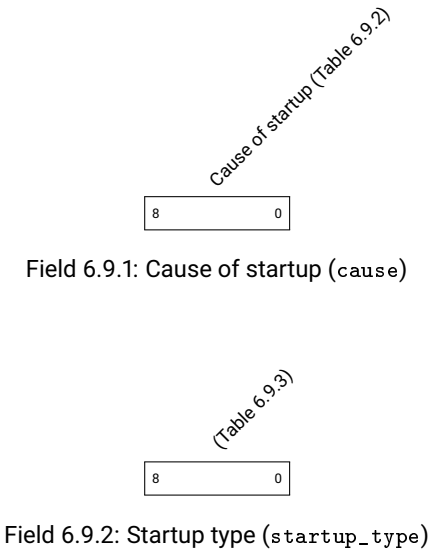 Cause of startup (Table 6.9.2)
8 0
Field 6.9.1: Cause of startup (cause)
(Table 6.9.3)
8 0
Field 6.9.2: Startup type (startup_type)